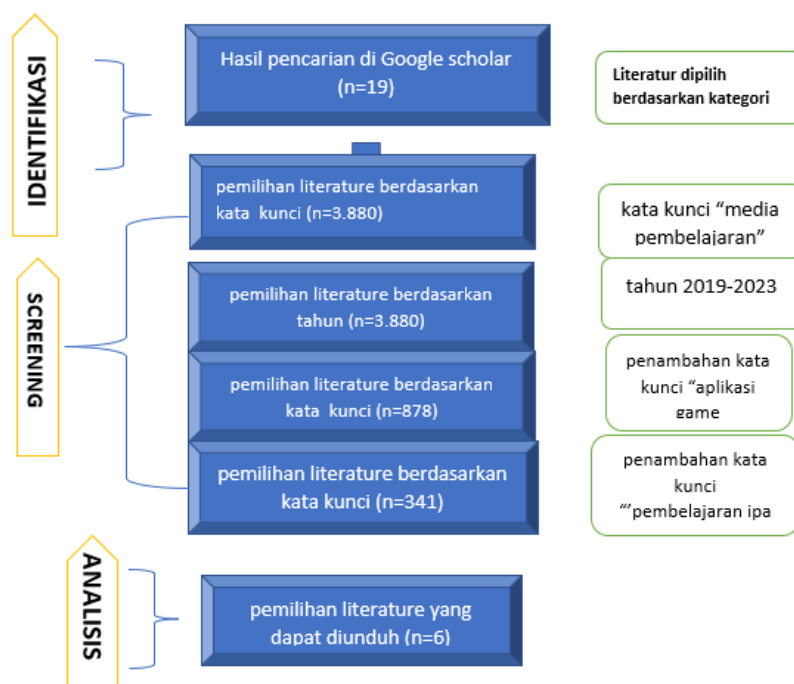 IDENTIFIKASI
Hasil pencarian di Google scholar
(n=19)
Literatur dipilih
berdasarkan kategori
pemilihan literature berdasarkan
kata kunci (n=3.880)
kata kunci “media
pembelajaran”
SCREENING
pemilihan literature berdasarkan
tahun (n=3.880)
tahun 2019-2023
pemilihan literature berdasarkan
kata kunci (n=878)
penambahan kata
kunci “aplikasi
game
pemilihan literature berdasarkan
kata kunci (n=341)
penambahan kata
kunci
“’pembelajaran ipa
ANALISIS
pemilihan literature yang
dapat diunduh (n=6)